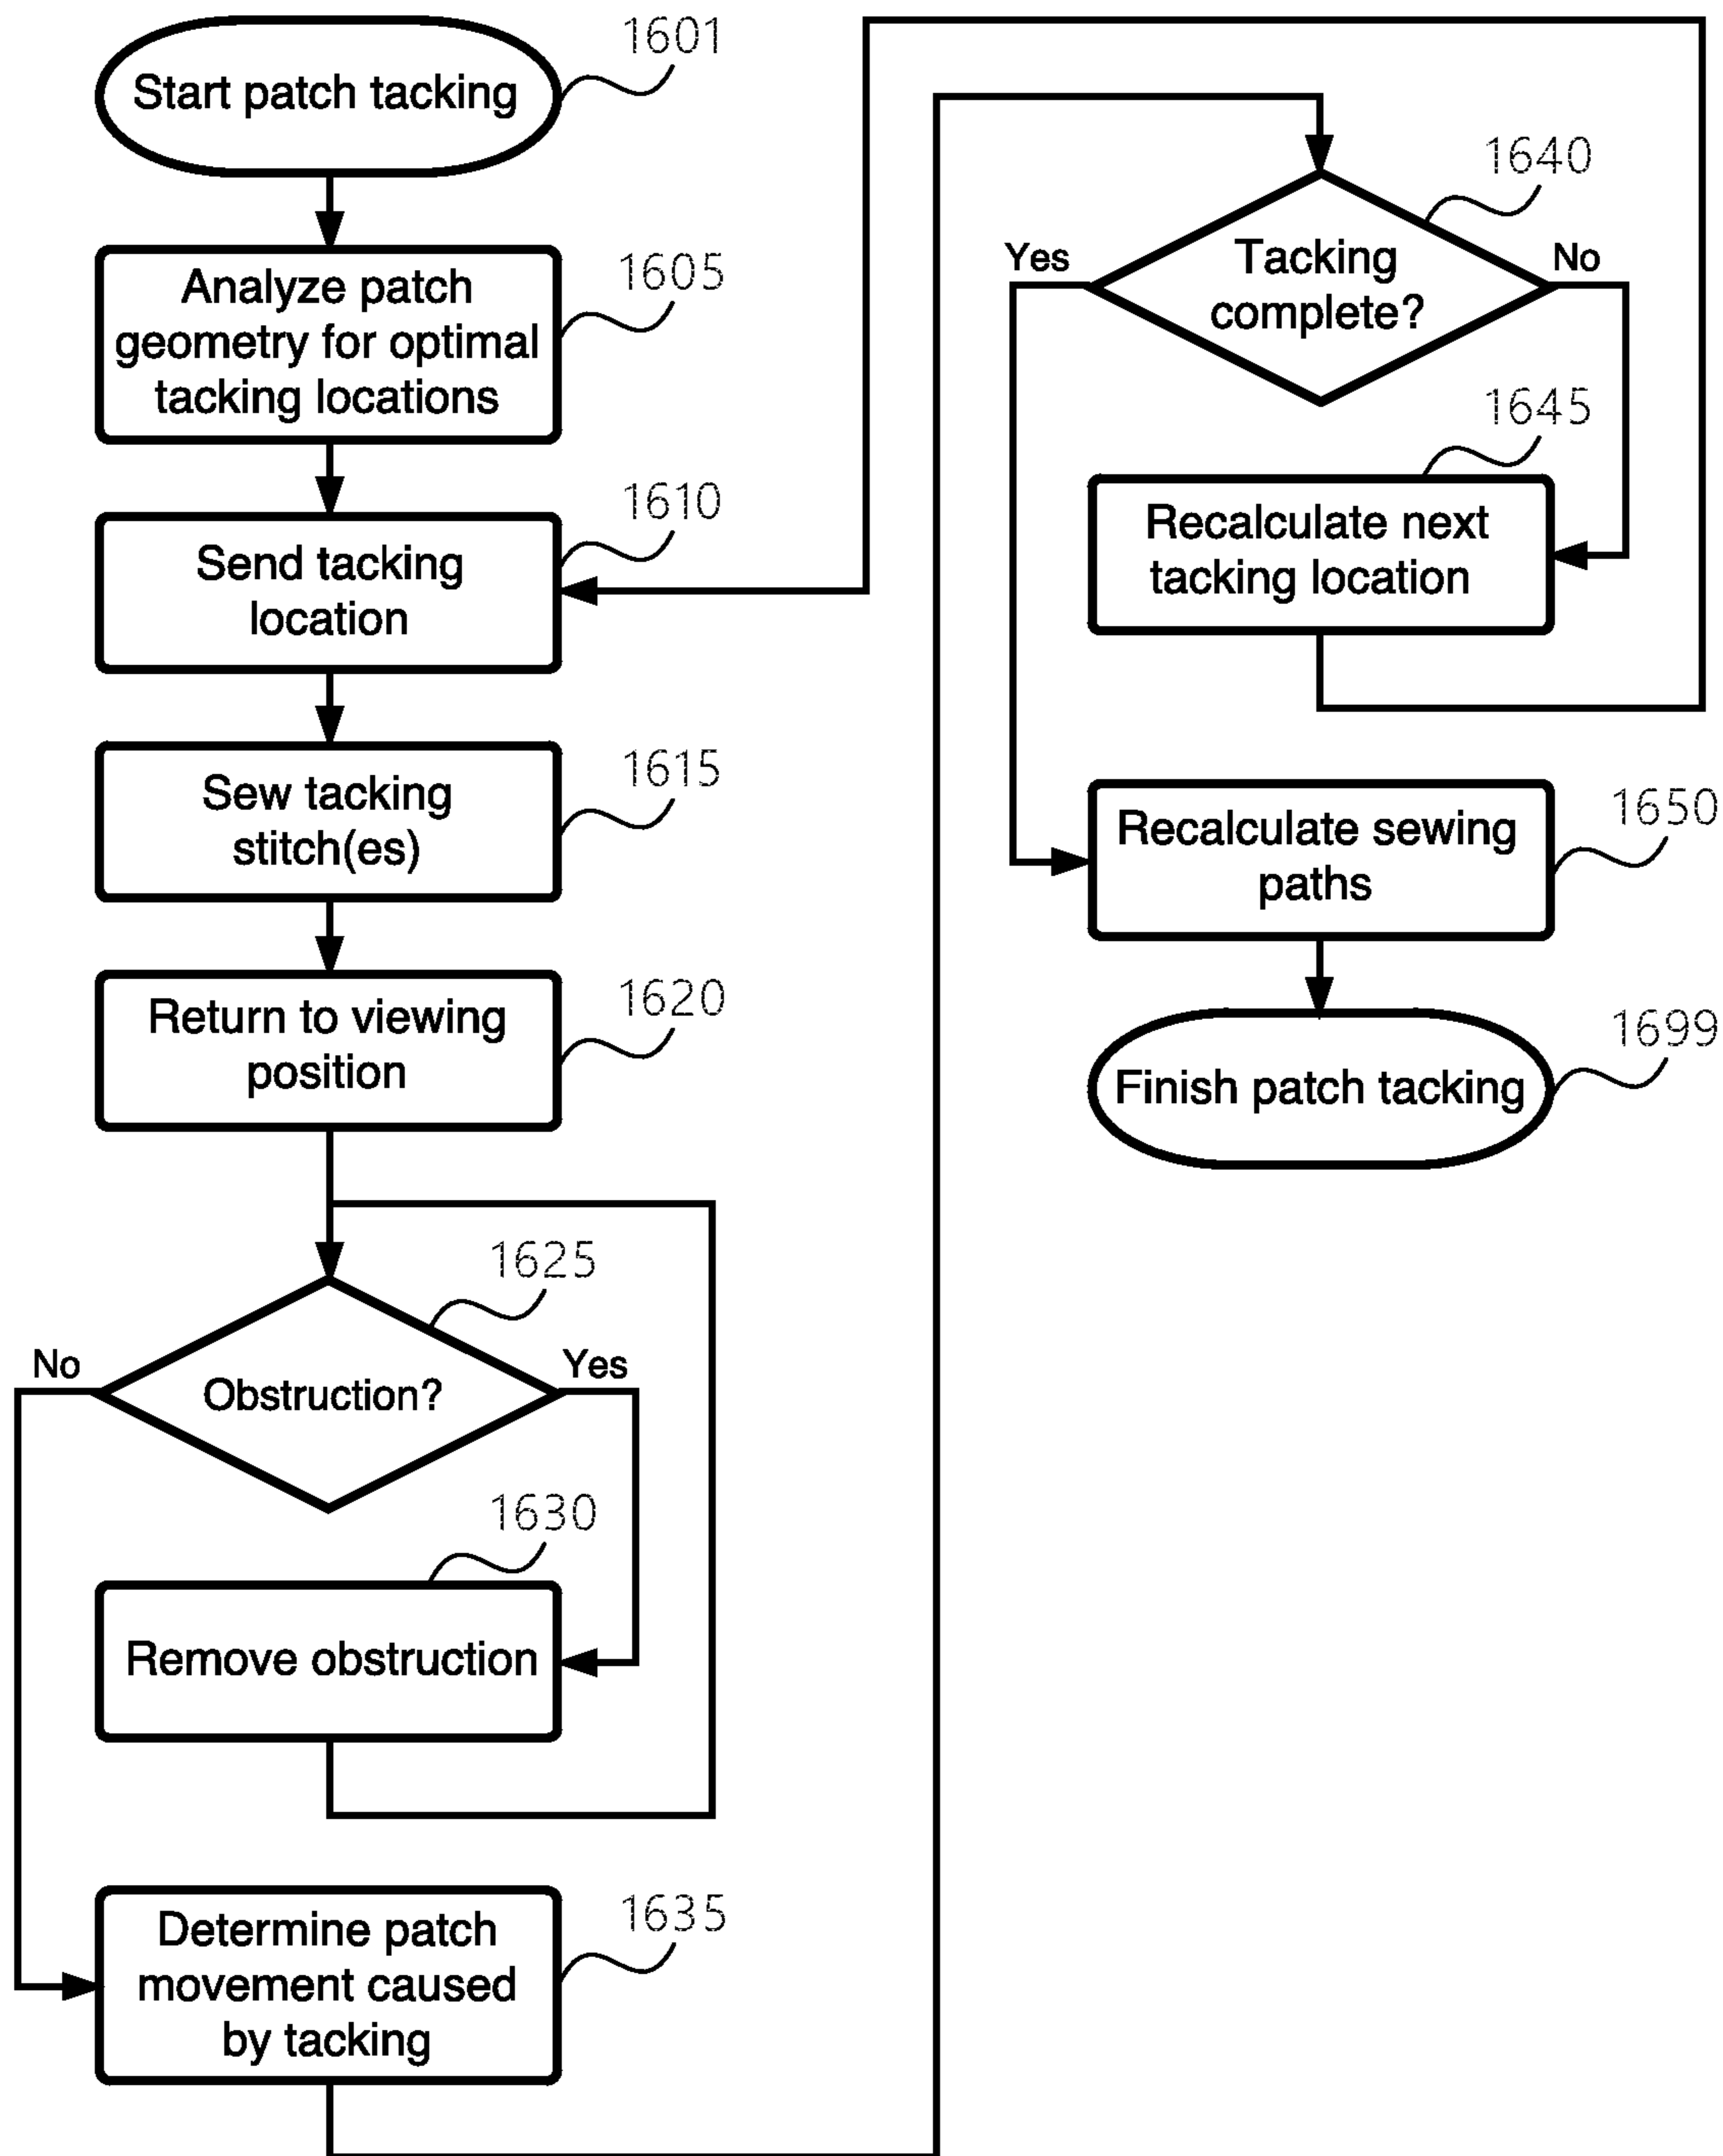 Start patch tacking
1601
Analyze patch
geometry for optimal
tacking locations
1605
Send tacking
location
1610
Sew tacking
stitch(es)
1615
Return to viewing
position
1620
Obstruction?
1625
No
Yes
Remove obstruction
1630
Determine patch
movement caused
by tacking
1635
Tacking
complete?
1640
Yes
No
Recalculate next
tacking location
1645
Recalculate sewing
paths
1650
Finish patch tacking
1699